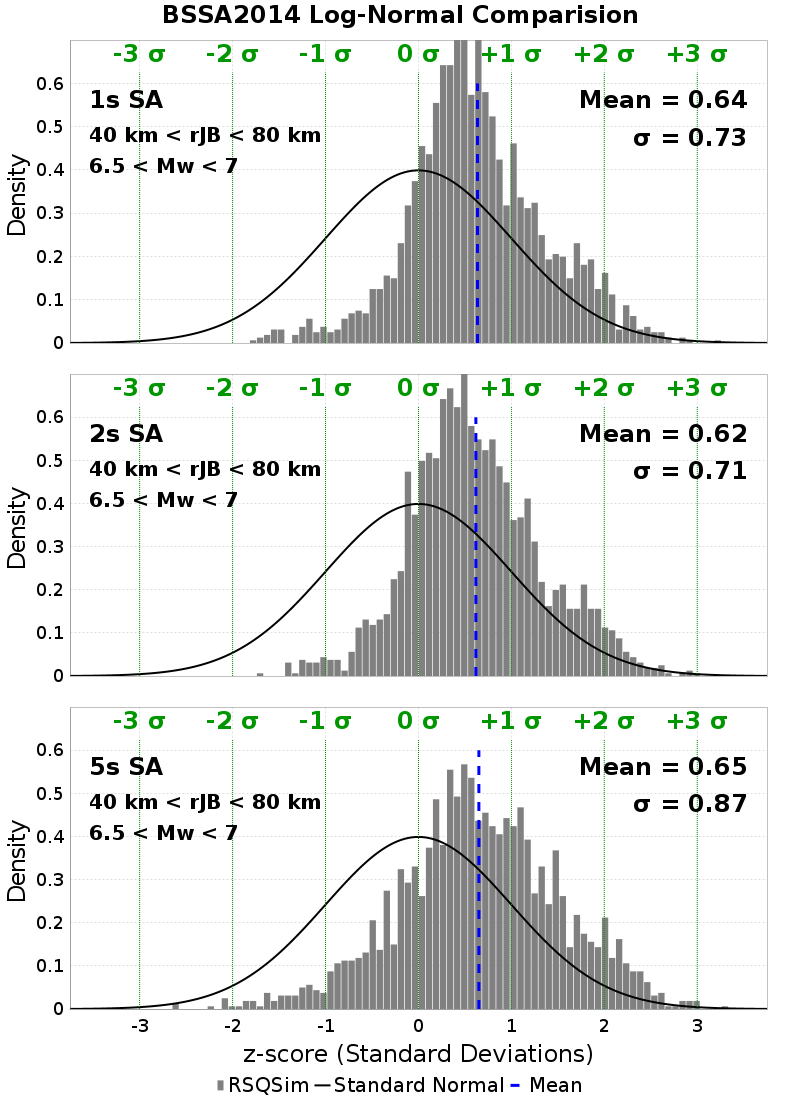 BSSA2014 Log-Normal Comparision
-3 σ -2 σ -1 σ 0 σ +1 σ +2 σ +3 σ
0.6
0.5
0.4
0.3
0.2
0.1
0
Density
1s SA
40 km < rJB < 80 km
6.5 < Mw < 7
Mean = 0.64
σ = 0.73
-3 σ -2 σ -1 σ 0 σ +1 σ +2 σ +3 σ
0.6
0.5
0.4
0.3
0.2
0.1
0
Density
2s SA
40 km < rJB < 80 km
6.5 < Mw < 7
Mean = 0.62
σ = 0.71
-3 σ -2 σ -1 σ 0 σ +1 σ +2 σ +3 σ
0.6
0.5
0.4
0.3
0.2
0.1
0
Density
5s SA
40 km < rJB < 80 km
6.5 < Mw < 7
Mean = 0.65
σ = 0.87
-3 -2 -1 0 1 2 3
z-score (Standard Deviations)
RSQSim Standard Normal Mean